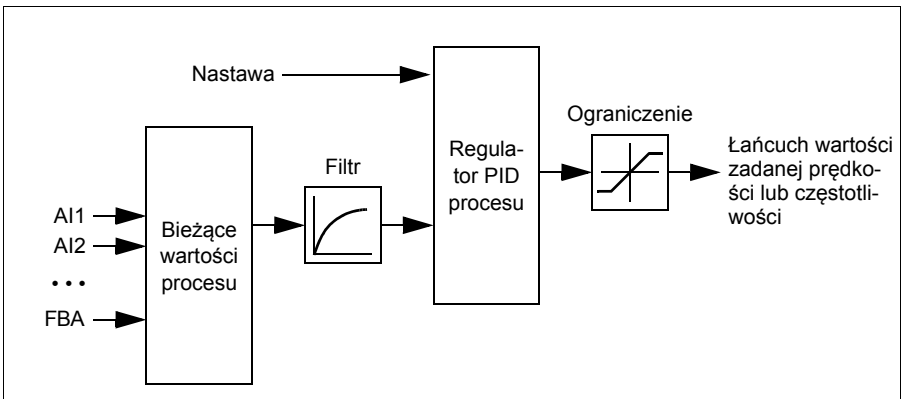 Nastawa
Ograniczenie
Regula-
tor PID
procesu
Łańcuch wartości
zadanej prędko-
ści lub częstotli-
wości
Filtr
AI1
AI2
• • •
FBA
Bieżące
wartości
procesu